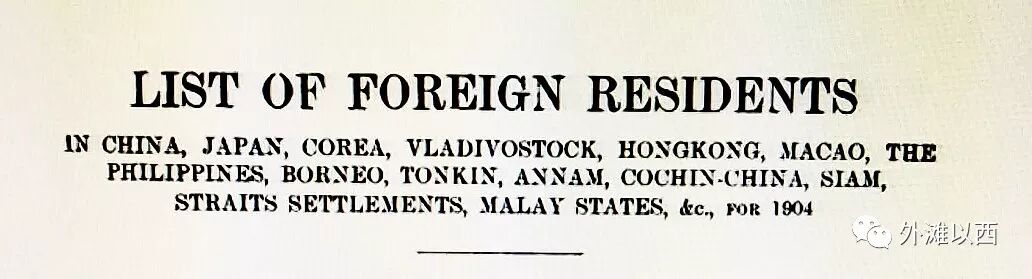 LIST OF FOREIGN RESIDENTS
IN CHINA, JAPAN, COREA, VLADIVOSTOCK, HONGKONG, MACAO, THE
PHILIPPINES, BORNEO, TONKIN, ANNAM, COCHIN-CHINA, SIAM,
STRAITS SETTLEMENTS, MALAY STATES, &c., FOR 1904
外滩以西